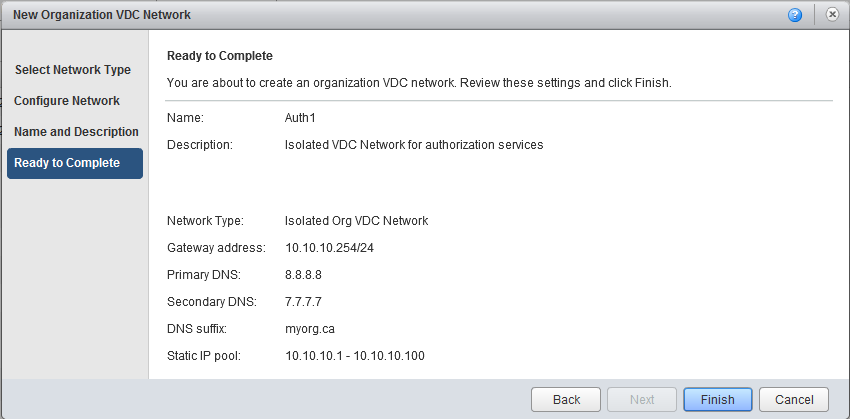 New Organization VDC Network
?
Select Network Type
Configure Network
Name and Description
Ready to Complete
Ready to Complete
You are about to create an organization VDC network. Review these settings and click Finish.
Name: Auth1
Description: Isolated VDC Network for authorization services
Network Type: Isolated Org VDC Network
Gateway address: 10.10.10.254/24
Primary DNS: 8.8.8.8
Secondary DNS: 7.7.7.7
DNS suffix: myorg.ca
Static IP pool: 10.10.10.1 - 10.10.10.100
Back Next Finish Cancel